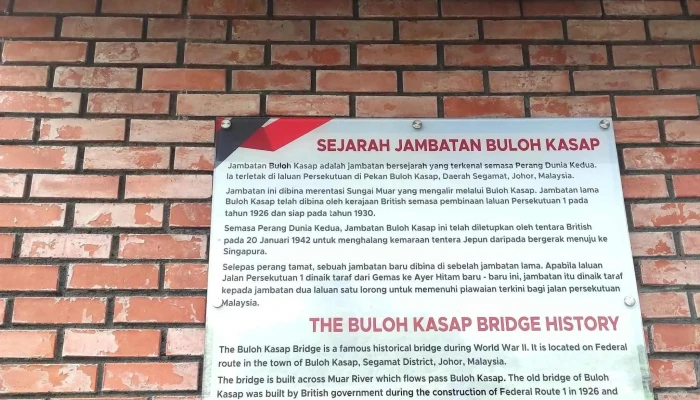 SEJARAH JAMBATAN BULOH KASAP
Jambatan Buloh Kasap adalah jambatan bersejarah yang terkenal semasa Perang Dunia Kedua.
Ia terletak di laluan Persekutuan di Pekan Buloh Kasap, Daerah Segamat, Johor, Malaysia.
Jambatan ini dibina merentasi Sungai Muar yang mengalir melalui Buloh Kasap. Jambatan lama
Buloh Kasap telah dibina oleh kerajaan British semasa pembinaan laluan Persekutuan 1 pada
tahun 1926 dan siap pada tahun 1930.
Semasa Perang Dunia Kedua, Jambatan Buloh Kasap ini telah diletupkan oleh tentara British
pada 20 Januari 1942 untuk menghalang kemaraan tentera Jepun daripada bergerak menuju ke
Singapura.
Selepas perang tamat, sebuah jambatan baru dibina di sebelah jambatan lama. Apabila laluan
Jalan Persekutuan 1 dinaik taraf dari Gemas ke Ayer Hitam baru - baru ini, jambatan itu dinaik taraf
kepada jambatan dua laluan satu lorong untuk memenuhi piawaian terkini bagi jalan persekutuan
Malaysia.
THE BULOH KASAP BRIDGE HISTORY
The Buloh Kasap Bridge is a famous historical bridge during World War II. It is located on Federal
route in the town of Buloh Kasap, Segamat District, Johor, Malaysia.
The bridge is built across Muar River which flows pass Buloh Kasap. The old bridge of Buloh
Kasap was built by British government during the construction of Federal Route 1 in 1926 and